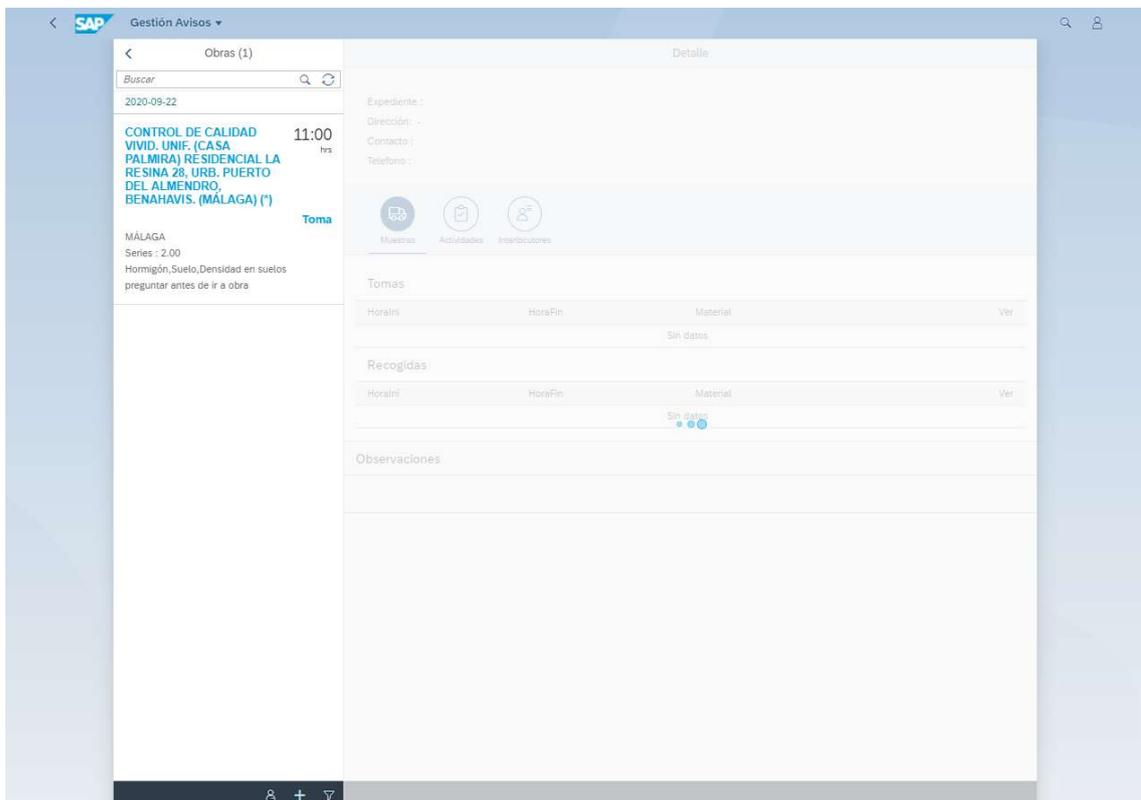 SAP Gestión Avisos
Obras (1)
Buscar
2020-09-22
CONTROL DE CALIDAD
VIVID. UNIF. (CASA
PALMIRA) RESIDENCIAL LA
RESINA 28, URB. PUERTO
DEL ALMENDRO,
BENAHAVIS. (MÁLAGA) (*)
11:00
hrs
Toma
MÁLAGA
Series : 2.00
Hormigón,Suelo,Densidad en suelos
preguntar antes de ir a obra
Detalle
Expediente :
Dirección: -
Contacto :
Telefono :
Muestras Actividades Interlocutores
Tomas
HoraIni HoraFin Material Ver
Sin datos
Recogidas
HoraIni HoraFin Material Ver
Sin datos
Observaciones